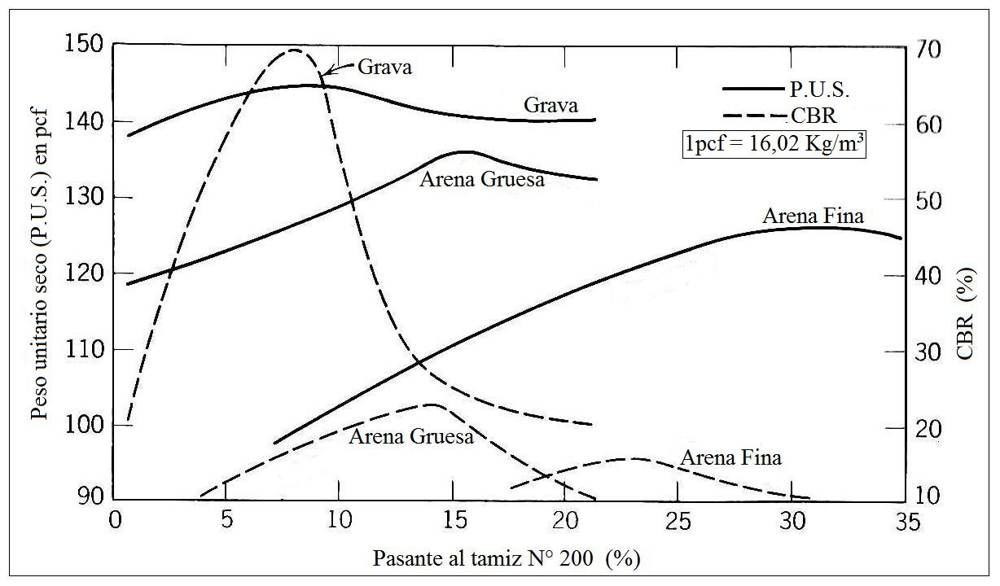 150
140
130
120
110
100
90
Peso unitario seco (P.U.S.) en pcf
70
60
50
40
30
20
10
CBR (%)
Grava
Grava
P.U.S.
CBR
1pcf = 16,02 Kg/m³
Arena Gruesa
Arena Fina
Arena Gruesa
Arena Fina
0 5 10 15 20 25 30 35
Pasante al tamiz N° 200 (%)